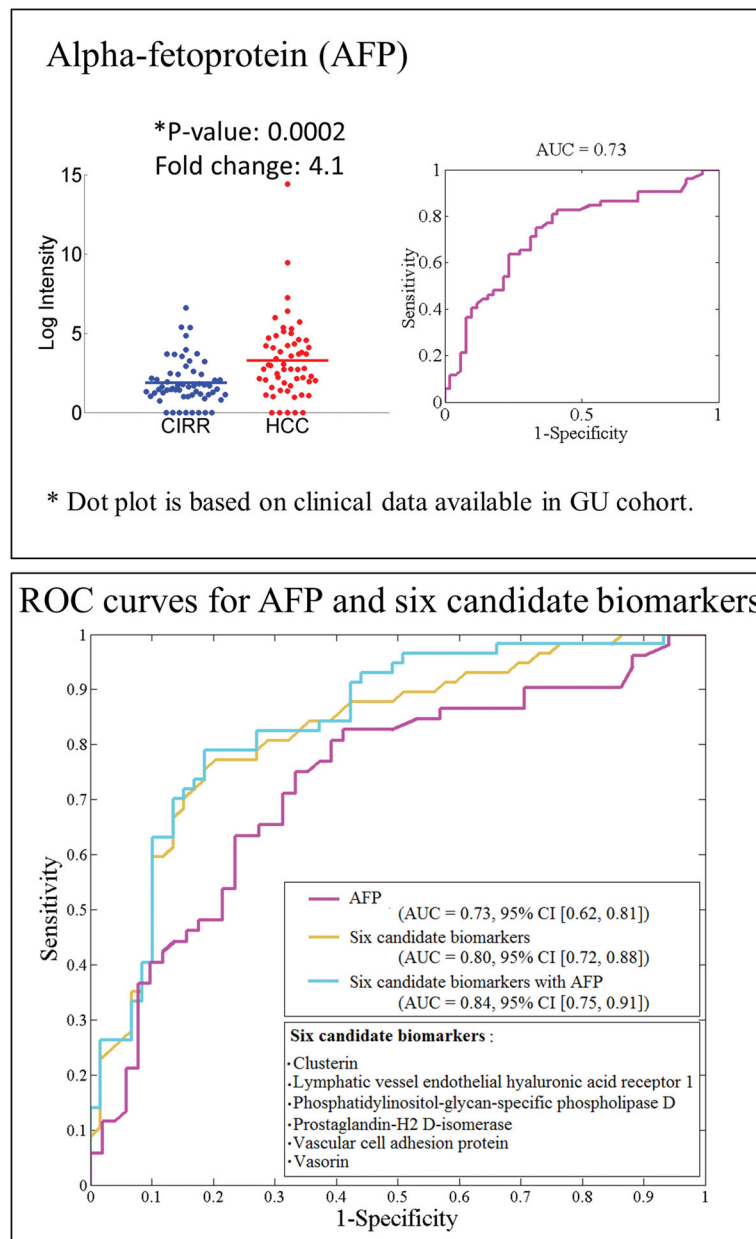 Alpha-fetoprotein (AFP)
*P-value: 0.0002
Fold change: 4.1
15
10
5
0
Log Intensity
CIRR
HCC
AUC = 0.73
1
0.8
0.6
0.4
0.2
0
Sensitivity
0
0.5
1
1-Specificity
* Dot plot is based on clinical data available in GU cohort.
ROC curves for AFP and six candidate biomarkers
1
0.9
0.8
0.7
0.6
0.5
0.4
0.3
0.2
0.1
0
Sensitivity
AFP
(AUC = 0.73, 95% CI [0.62, 0.81])
Six candidate biomarkers
(AUC = 0.80, 95% CI [0.72, 0.88])
Six candidate biomarkers with AFP
(AUC = 0.84, 95% CI [0.75, 0.91])
Six candidate biomarkers :
·Clusterin
·Lymphatic vessel endothelial hyaluronic acid receptor 1
·Phosphatidylinositol-glycan-specific phospholipase D
·Prostaglandin-H2 D-isomerase
·Vascular cell adhesion protein
·Vasorin
0 0.1 0.2 0.3 0.4 0.5 0.6 0.7 0.8 0.9 1
1-Specificity